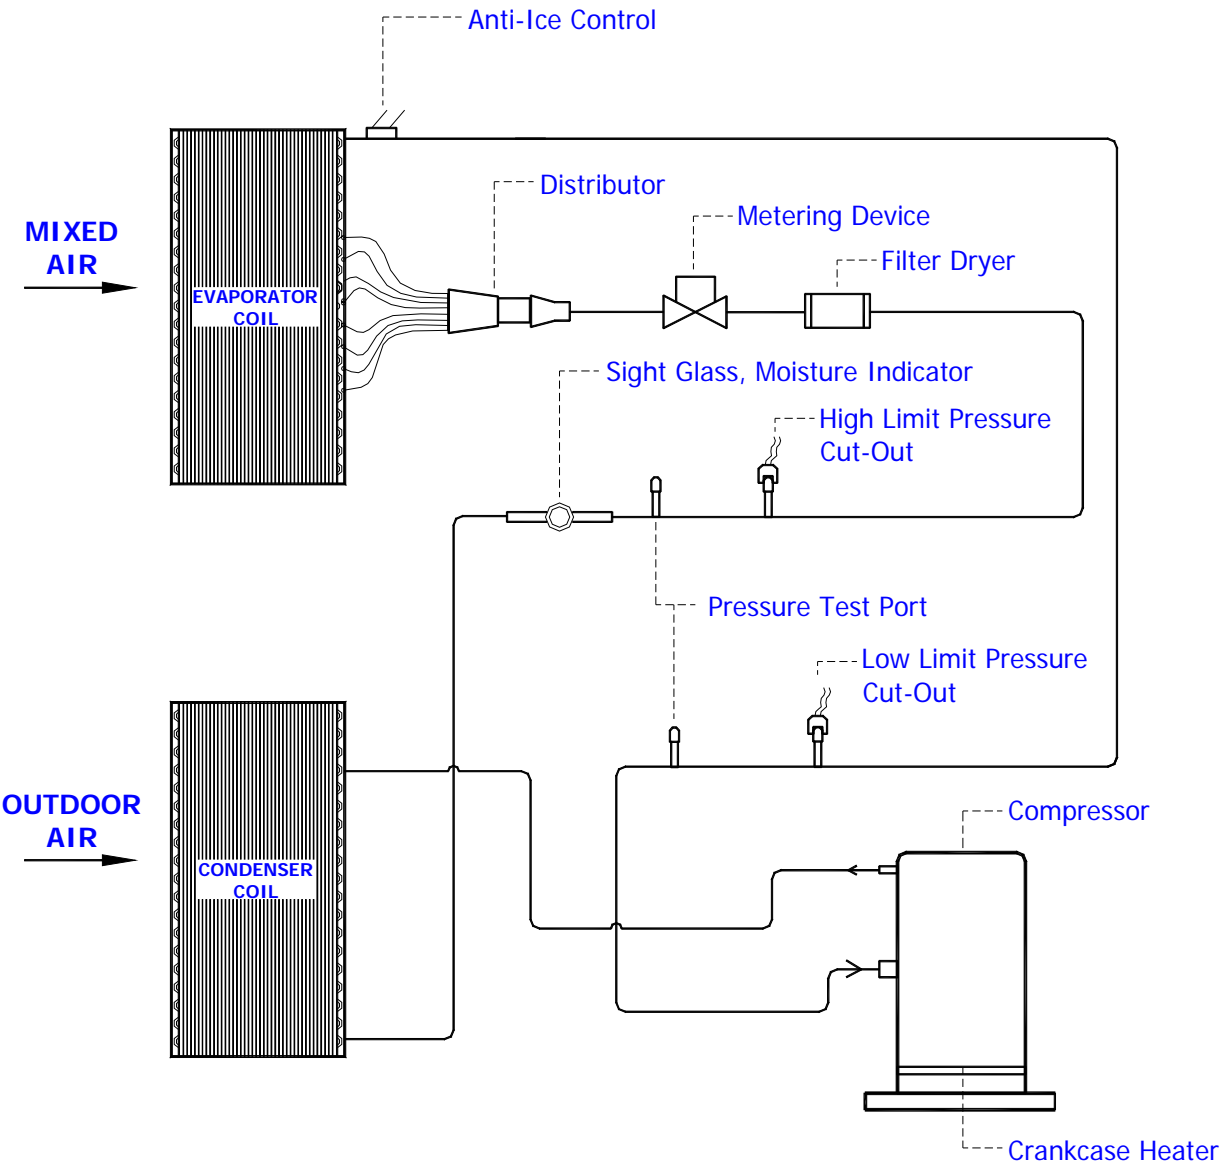 Anti-Ice Control
Distributor
Metering Device
Filter Dryer
MIXED
AIR
EVAPORATOR
COIL
Sight Glass, Moisture Indicator
High Limit Pressure
Cut-Out
Pressure Test Port
Low Limit Pressure
Cut-Out
OUTDOOR
AIR
CONDENSER
COIL
Compressor
Crankcase Heater